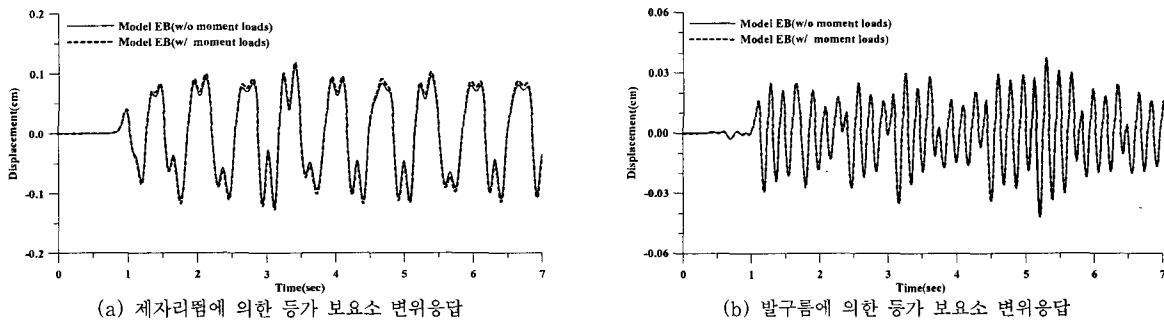 Model EB(w/o moment loads)
Model EB(w/ moment loads)
Displacement(cm)
0.2
0.1
0.0
-0.1
-0.2
0 1 2 3 4 5 6 7
Time(sec)
(a) 제자리뜀에 의한 등가 보요소 변위응답
Model EB(w/o moment loads)
Model EB(w/ moment loads)
Displacement(cm)
0.06
0.03
0.00
-0.03
-0.06
0 1 2 3 4 5 6 7
Time(sec)
(b) 발구름에 의한 등가 보요소 변위응답